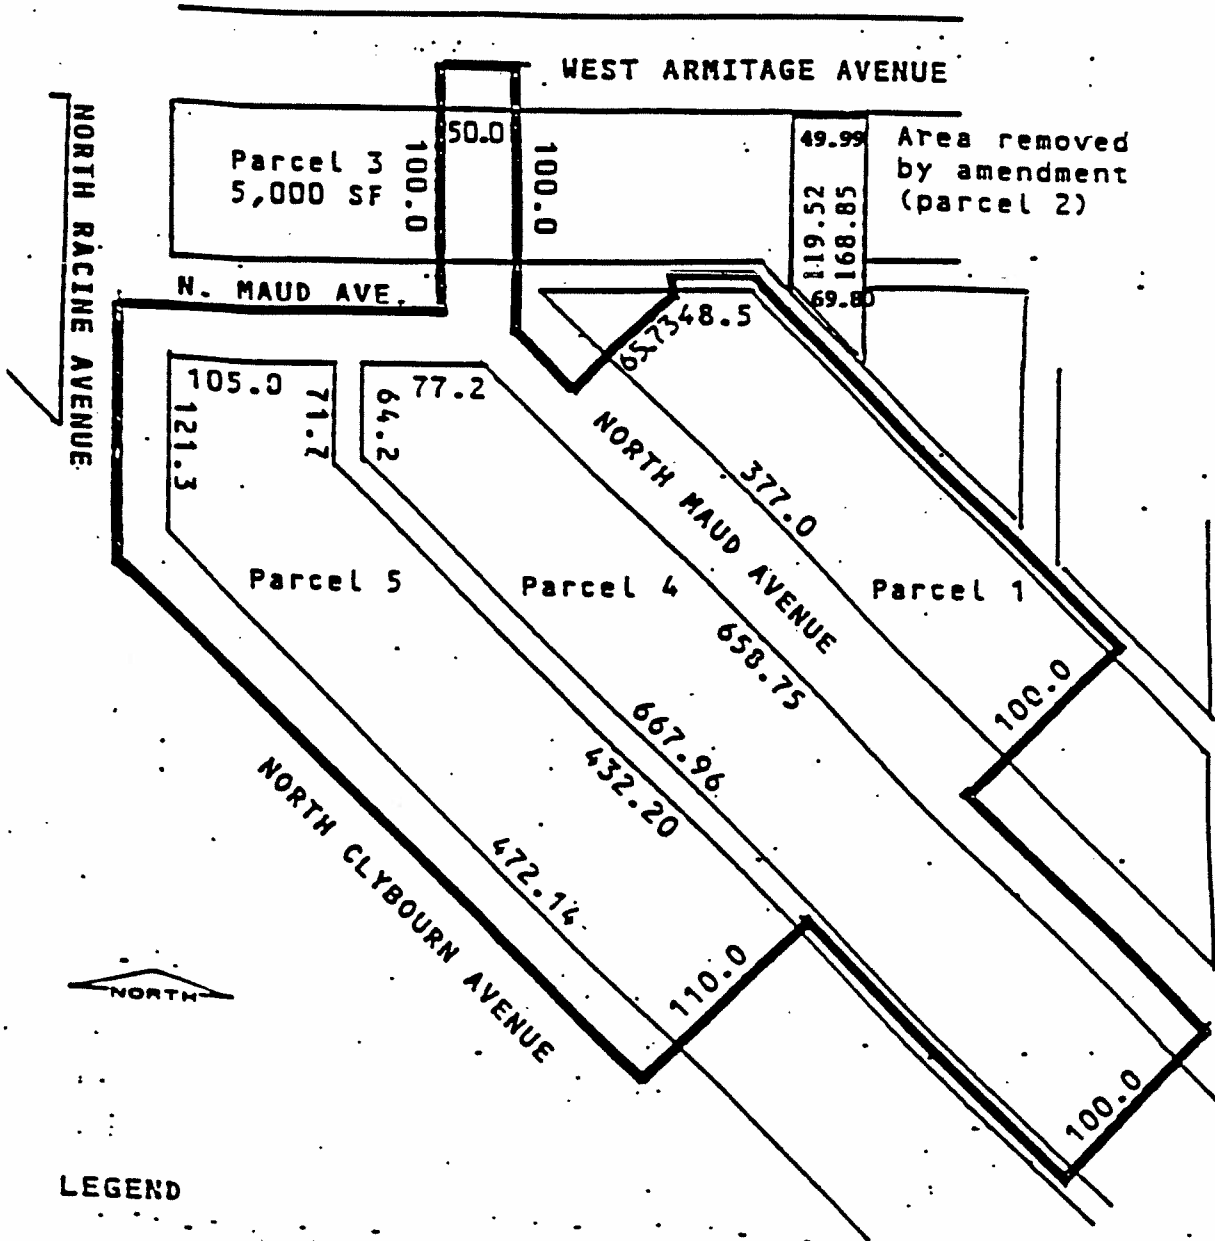 WEST ARMITAGE AVENUE
NORTH RACINE AVENUE
Parcel 3
5,000 SF
100.0
50.0
100.0
49.99
119.52
168.85
69.80
Area removed
by amendment
(parcel 2)
N. MAUD AVE.
65.73
48.5
105.0
71.7
64.2
77.2
121.3
NORTH MAUD AVENUE
377.0
Parcel 5
Parcel 4
Parcel 1
658.75
100.0
667.96
432.20
NORTH CLYBOURN AVENUE
472.14
110.0
NORTH
100.0
LEGEND